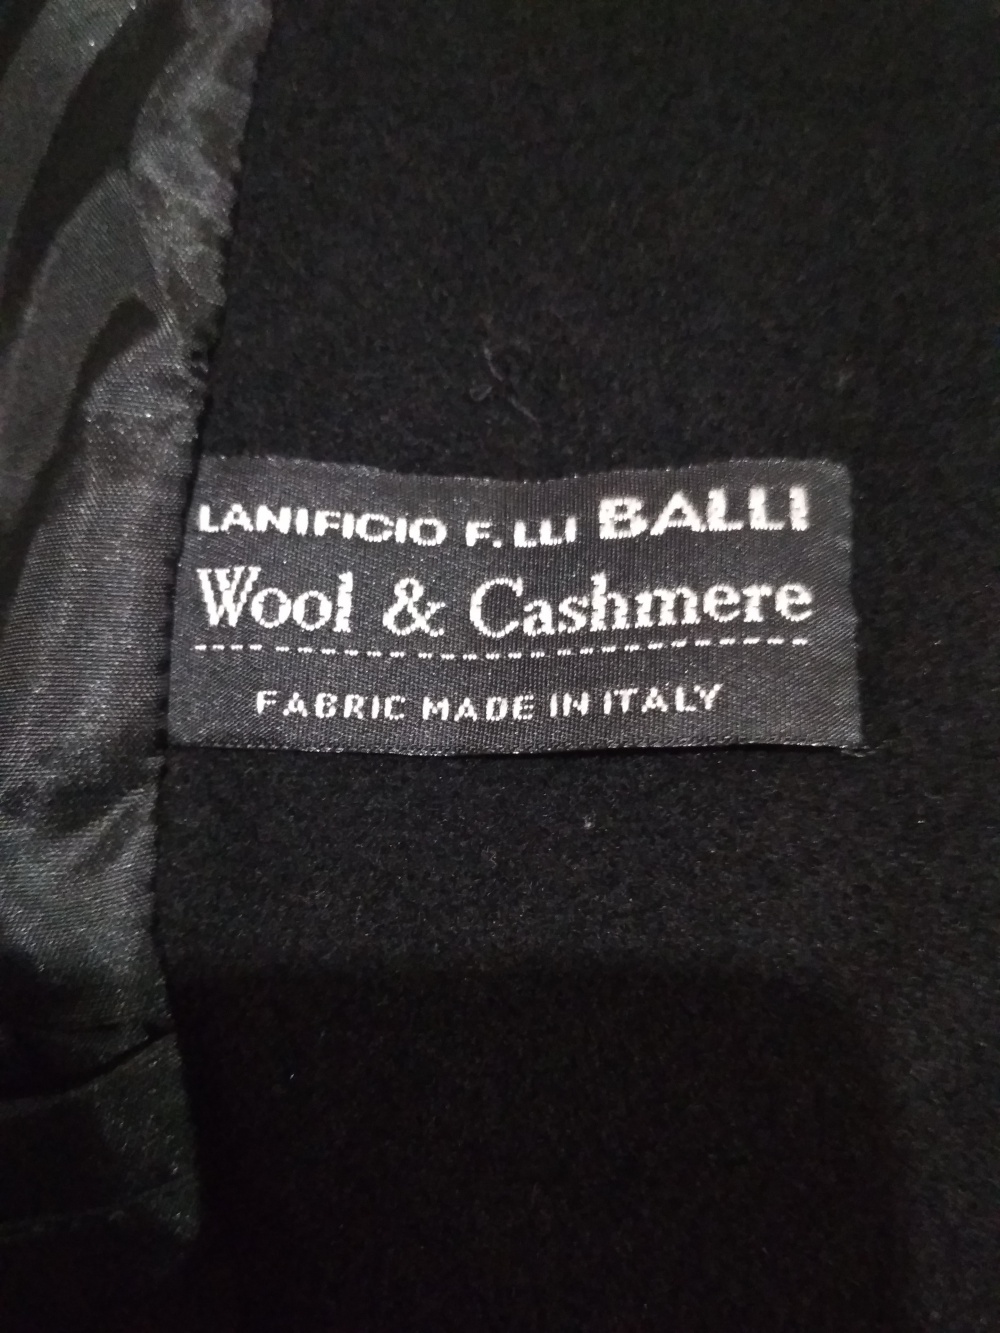 LANIFICIO F.LLI BALLI
Wool & Cashmere
FABRIC MADE IN ITALY